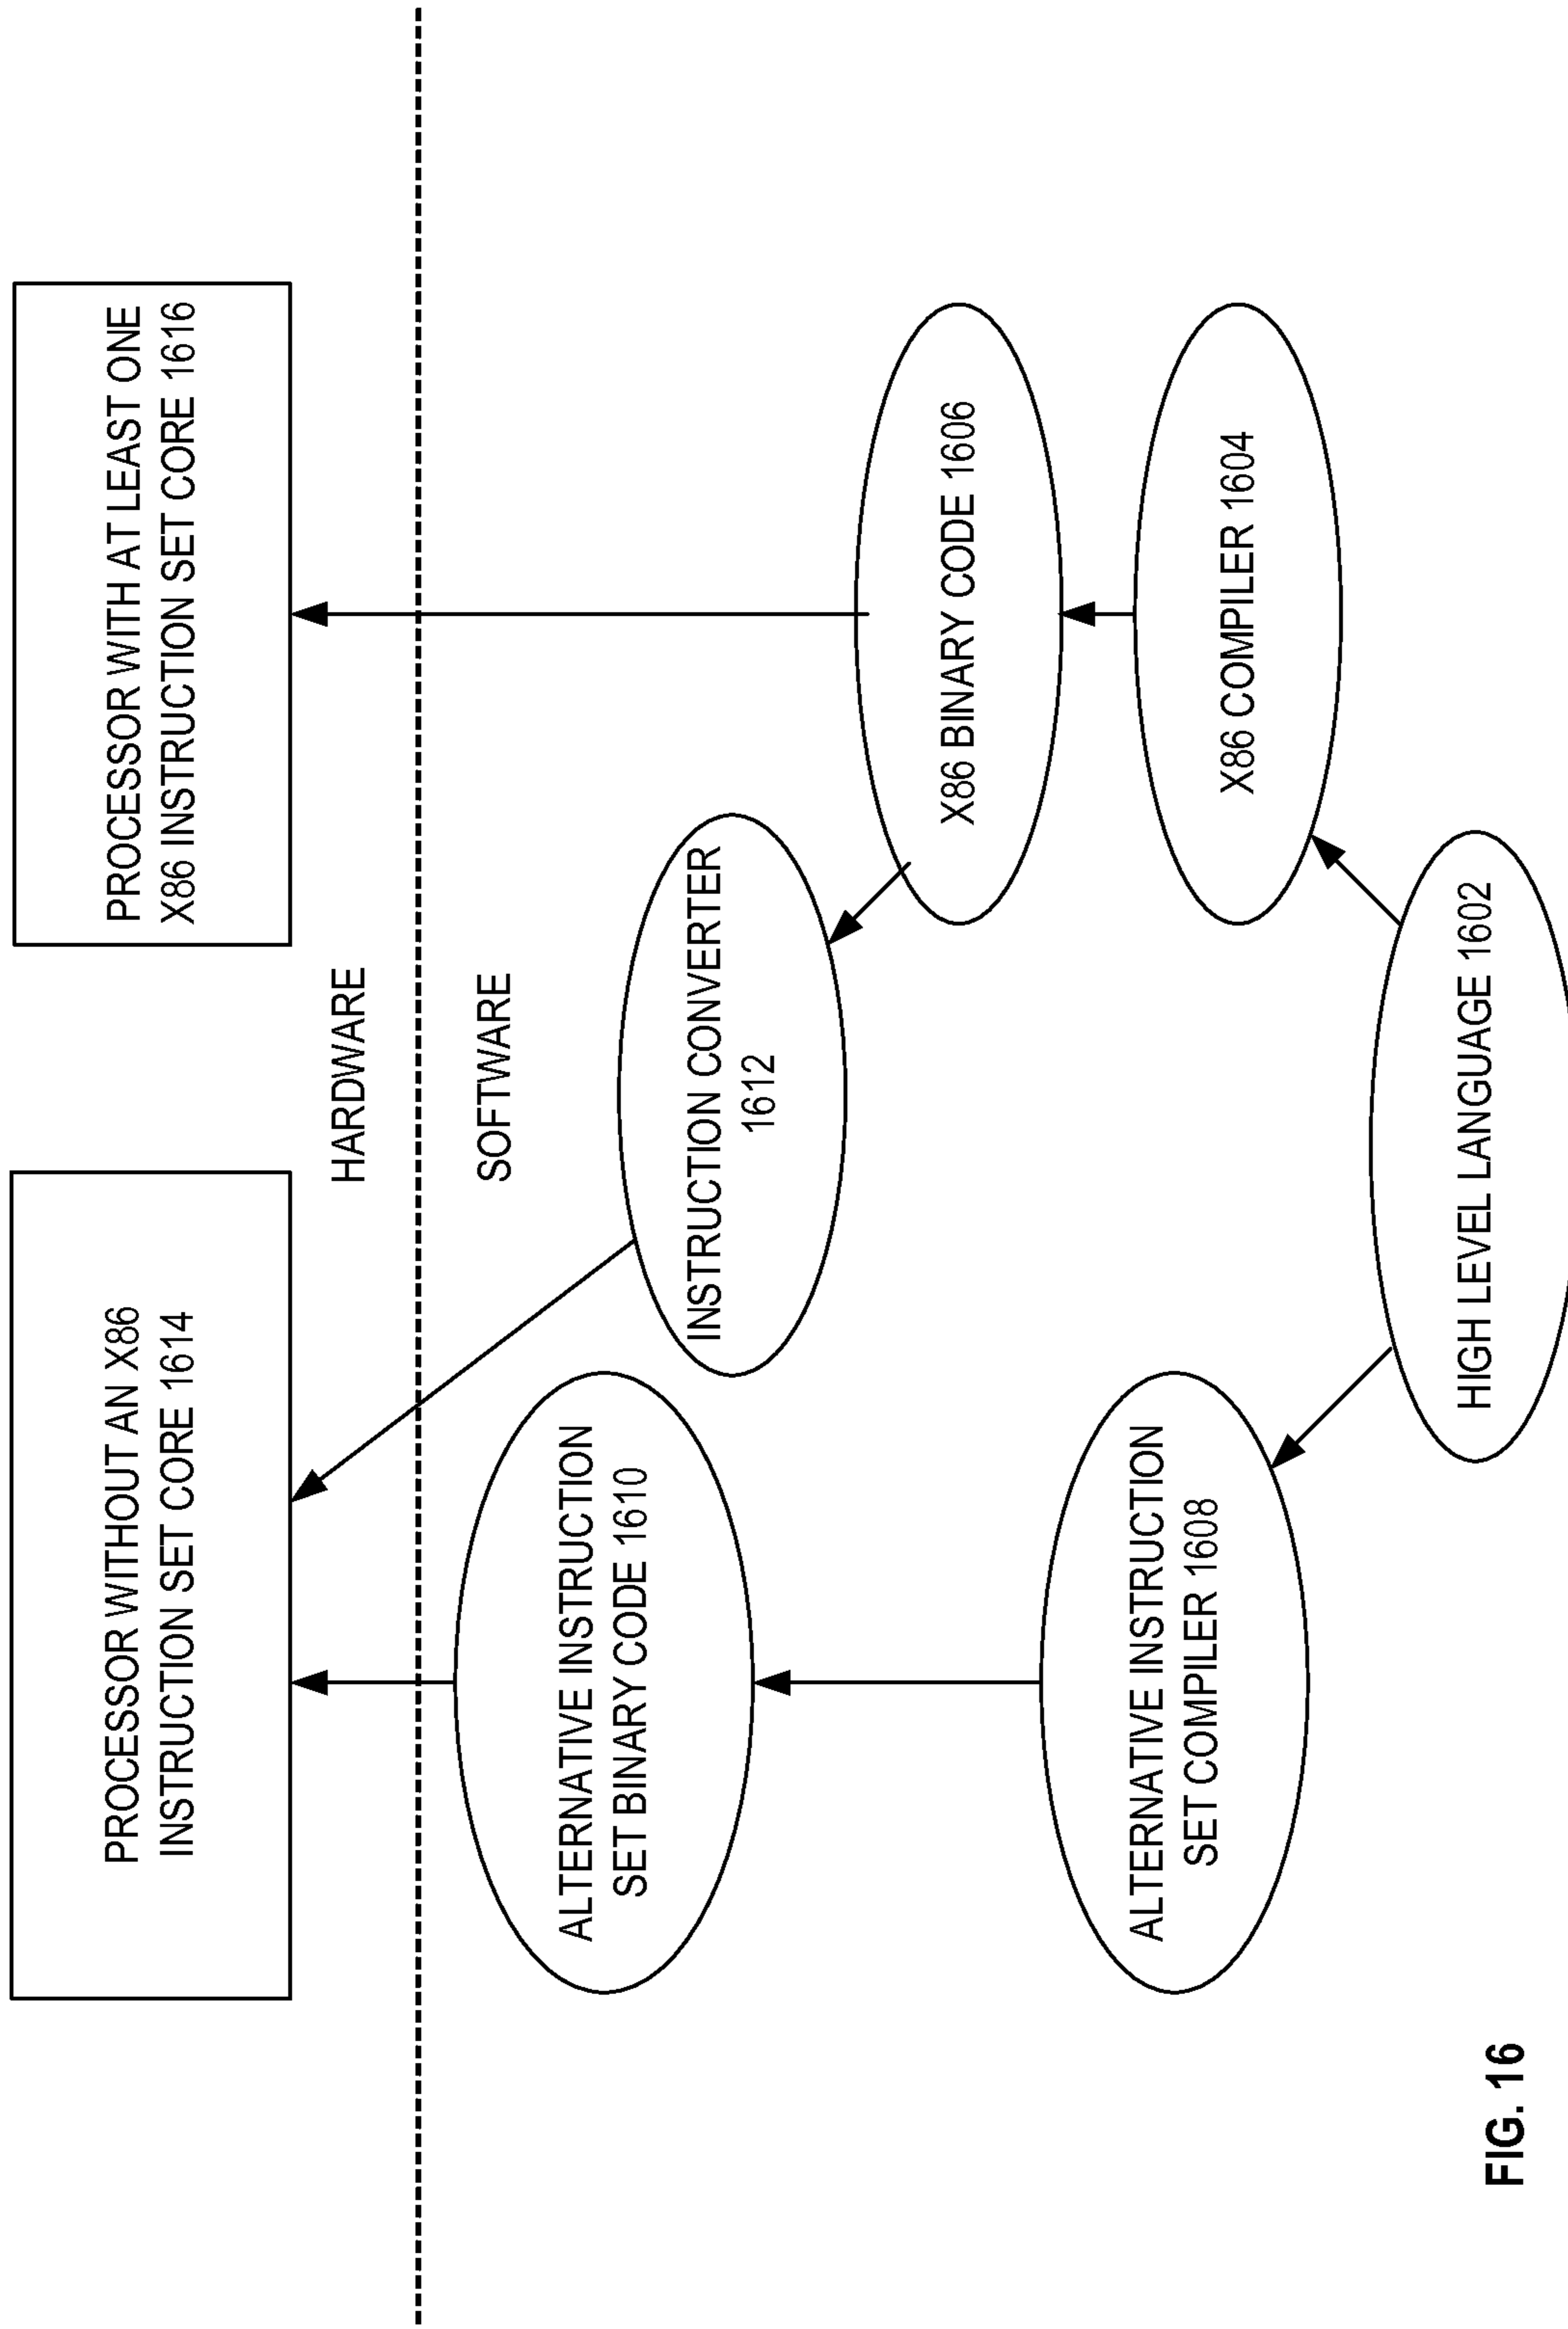 PROCESSOR WITHOUT AN X86
INSTRUCTION SET CORE 1614
PROCESSOR WITH AT LEAST ONE
X86 INSTRUCTION SET CORE 1616
HARDWARE
SOFTWARE
ALTERNATIVE INSTRUCTION
SET BINARY CODE 1610
INSTRUCTION CONVERTER
1612
X86 BINARY CODE 1606
ALTERNATIVE INSTRUCTION
SET COMPILER 1608
X86 COMPILER 1604
HIGH LEVEL LANGUAGE 1602
FIG. 16